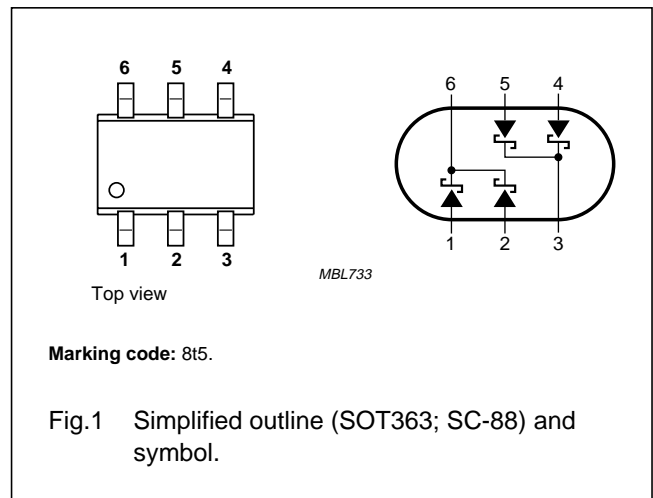 6 5 4
1 2 3
Top view
6 5 4
1 2 3
MBL733
Marking code: 8t5.
Fig.1 Simplified outline (SOT363; SC-88) and
symbol.